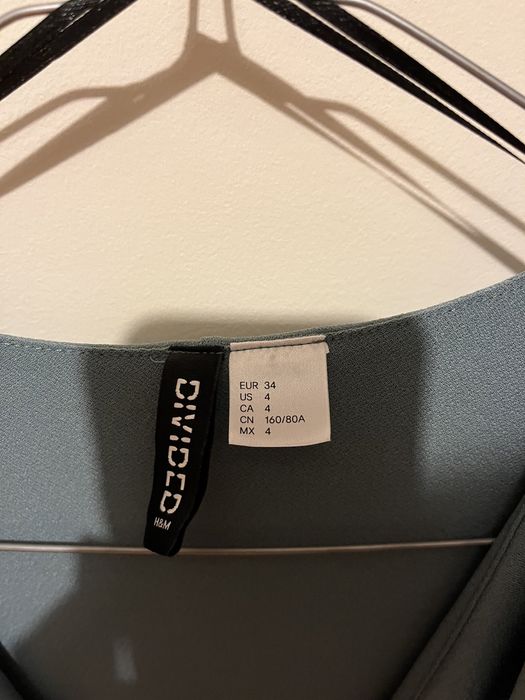 DIVIDED
H&M
EUR 34
US 4
CA 4
CN 160/80A
MX 4